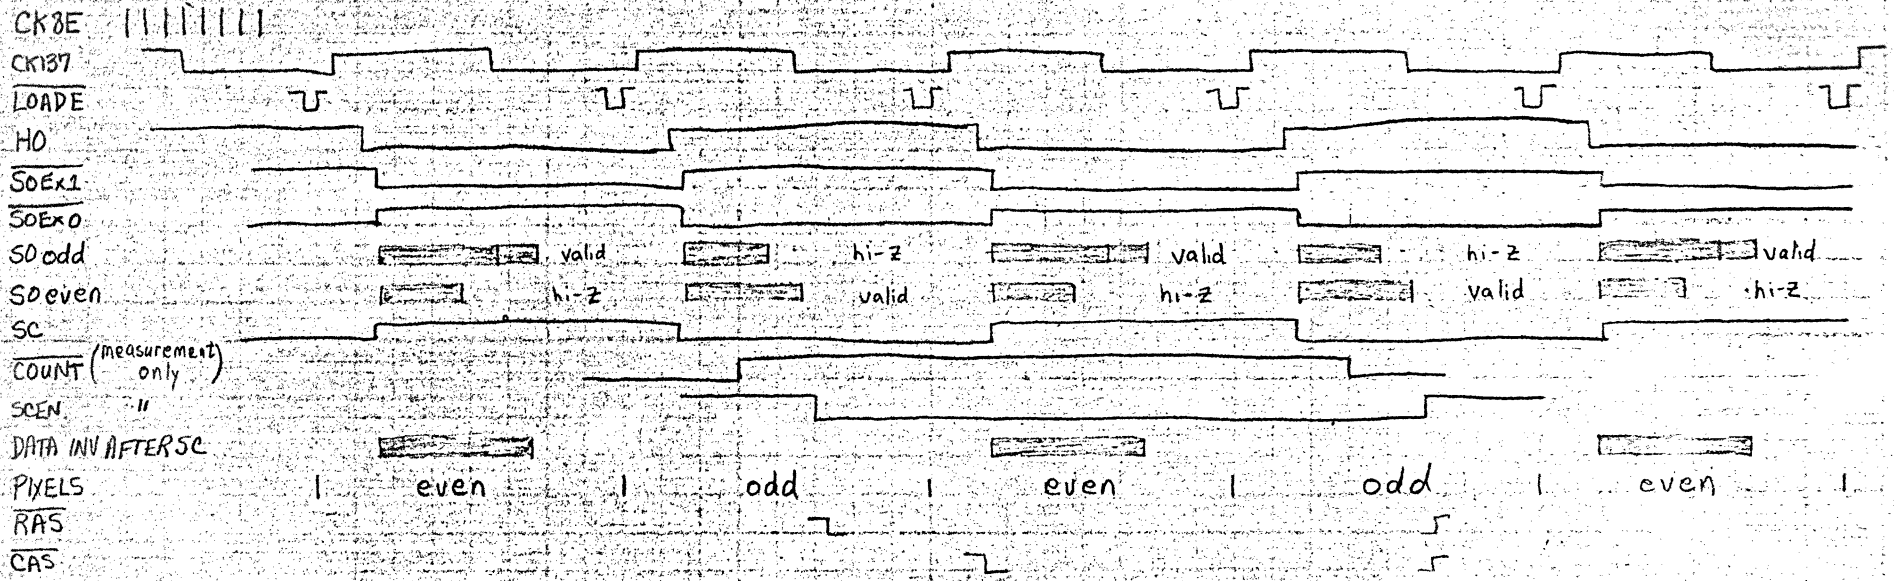 CK8E
CK137
LOADE
HO
SOEx1
SOEx0
SO odd valid hi-Z valid hi-Z valid
SO even hi-Z valid hi-Z valid hi-Z
SC
COUNT (measurement only)
SCEN "
DATA INV AFTER SC
PIXELS even odd even odd even
RAS
CAS